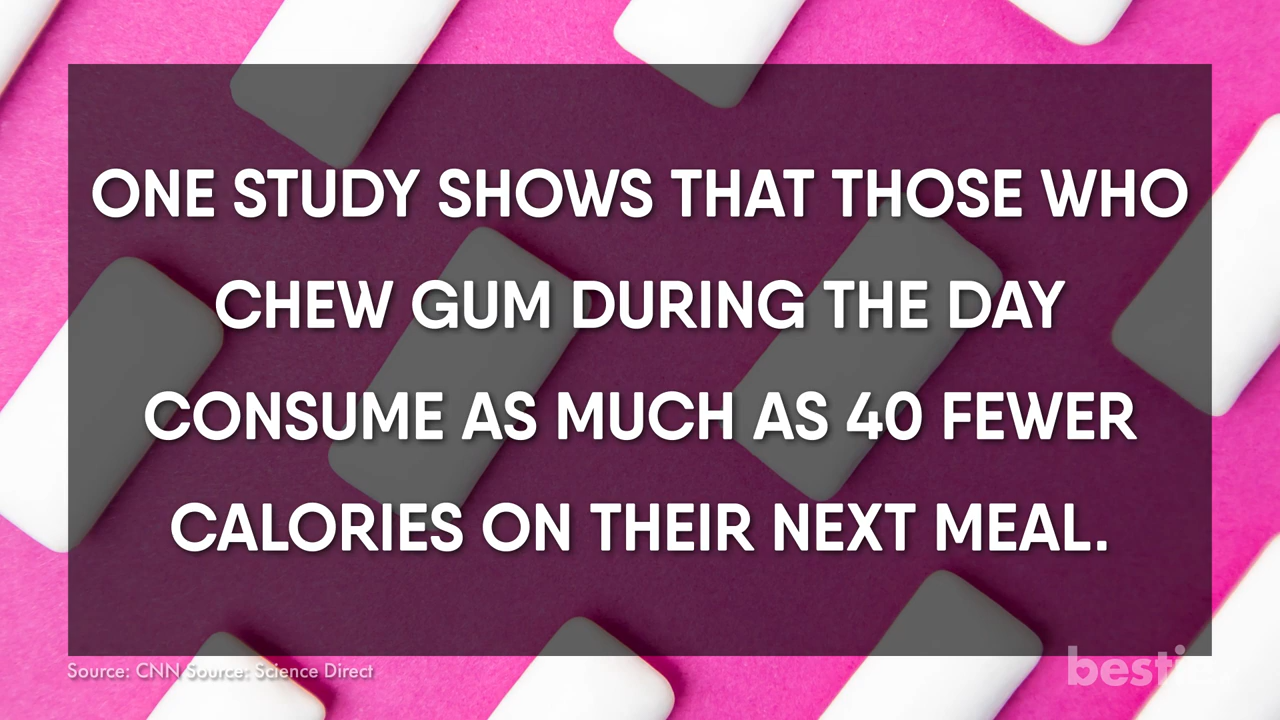 ONE STUDY SHOWS THAT THOSE WHO
CHEW GUM DURING THE DAY
CONSUME AS MUCH AS 40 FEWER
CALORIES ON THEIR NEXT MEAL.
Source: CNN Source: Science Direct